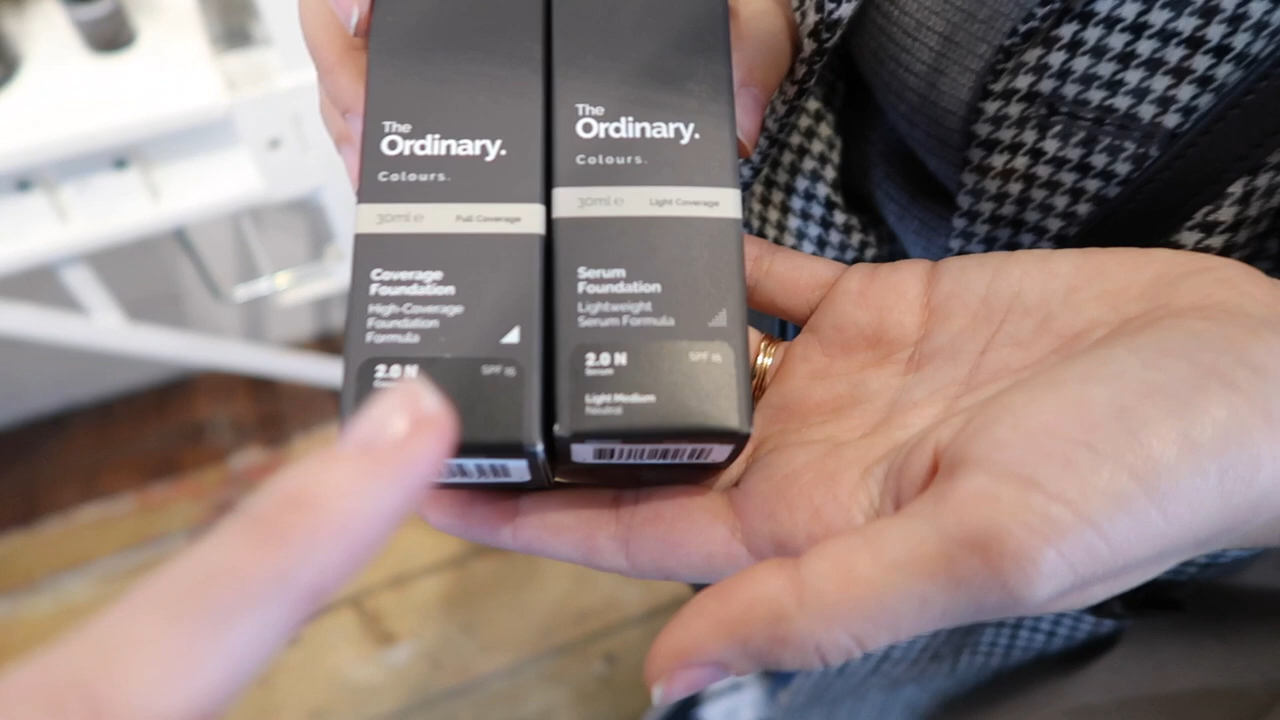 The
Ordinary.
Colours.
30ml e Full Coverage
Coverage
Foundation
High-Coverage
Foundation
Formula
2.0 N SPF 15
The
Ordinary.
Colours.
30ml e Light Coverage
Serum
Foundation
Lightweight
Serum Formula
2.0 N SPF 15
Serum
Light Medium
Neutral